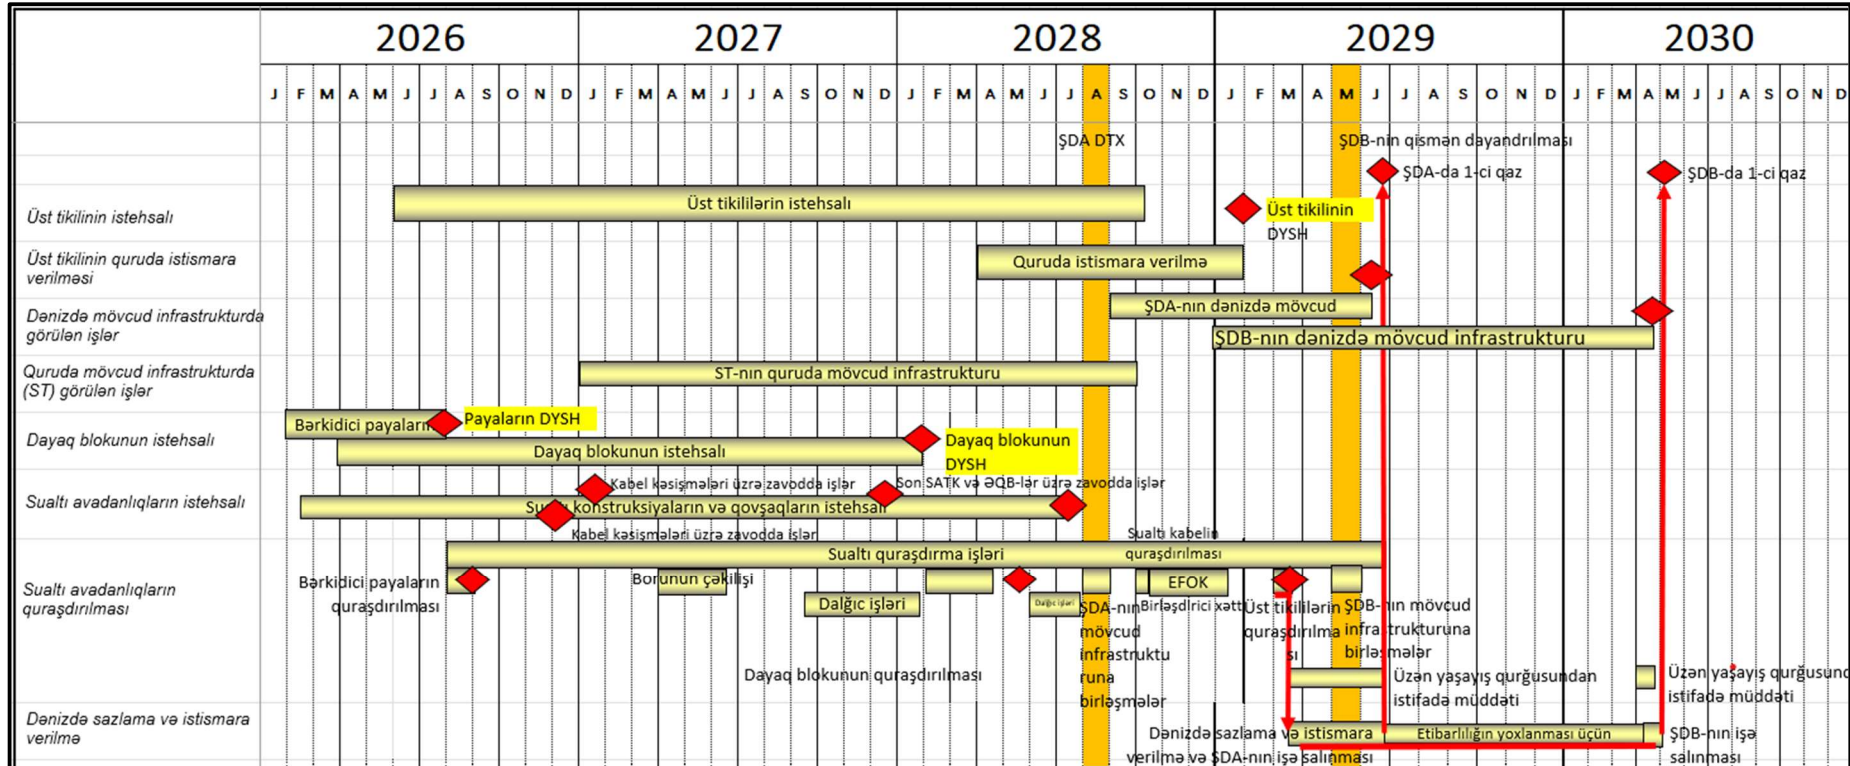 2026 2027 2028 2029 2030
J F M A M J J A S O N D J F M A M J J A S O N D J F M A M J J A S O N D J F M A M J J A S O N D J F M A M J J A S O N D
ŞDA DTX
ŞDB-nin qismən dayandrılması
ŞDA-da 1-ci qaz
ŞDB-da 1-ci qaz
Üst tikilinin istehsalı
Üst tikililərin istehsalı
Üst tikilinin
DYSH
Üst tikilinin quruda istismara
verilməsi
Quruda istismara verilmə
Dənizdə mövcud infrastrukturda
görülən işlər
ŞDA-nın dənizdə mövcud
ŞDB-nın dənizdə mövcud infrastrukturu
Quruda mövcud infrastrukturda
(ST) görülən işlər
ST-nın quruda mövcud infrastrukturu
Dayaq blokunun istehsalı
Bərkidici payaların
Payaların DYSH
Dayaq blokunun istehsalı
Dayaq blokunun
DYSH
Sualtı avadanlıqların istehsalı
Kabel kəsişmələri üzrə zavodda işlər
Son SATK və ƏQB-lər üzrə zavodda işlər
konstruksiyaların və qovşaqların istehsalı
Kabel kəsişmələri üzrə zavodda işlər
Sualtı avadanlıqların
quraşdırılması
Sualtı quraşdırma işləri
Sualtı kabelin
quraşdırılması
Bərkidici payaların
quraşdırılması
Borunun çəkilişi
Dalğıc işləri
Dalğıc işləri
EFOK
Birləşdlrici xətt
ŞDA-nın
mövcud
infrastruktu
runa
birləşmələr
Üst tikililərin
quraşdırılma
sı
ŞDB-nın mövcud
infrastrukturuna
birləşmələr
Dayaq blokunun quraşdırılması
Üzən yaşayış qurğusundan
istifadə müddəti
Üzən yaşayış qurğusund
istifadə müddəti
Dənizdə sazlama və istismara
verilmə
Dənizdə sazlama və istismara
verilmə və ŞDA-nın işə salınması
Etibarlılığın yoxlanması üçün
ŞDB-nın işə
salınması